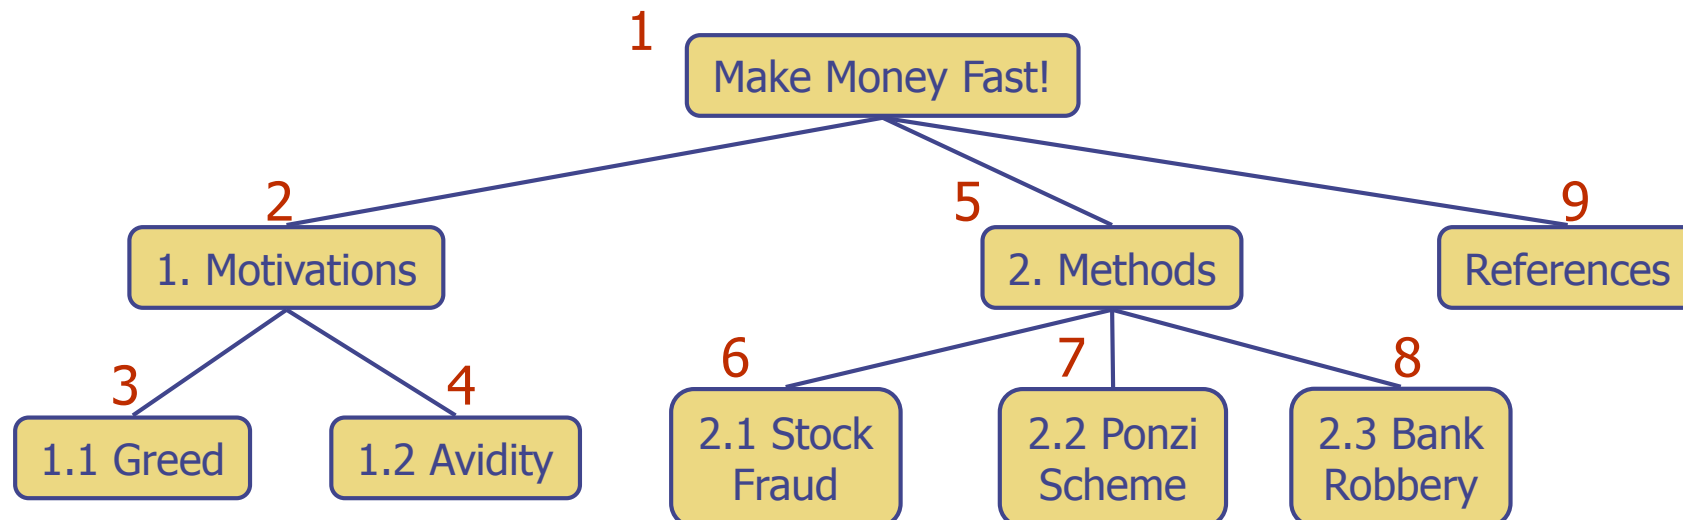 1
Make Money Fast!
2
5
9
1. Motivations
2. Methods
References
3
4
6
7
8
1.1 Greed
1.2 Avidity
2.1 Stock
Fraud
2.2 Ponzi
Scheme
2.3 Bank
Robbery